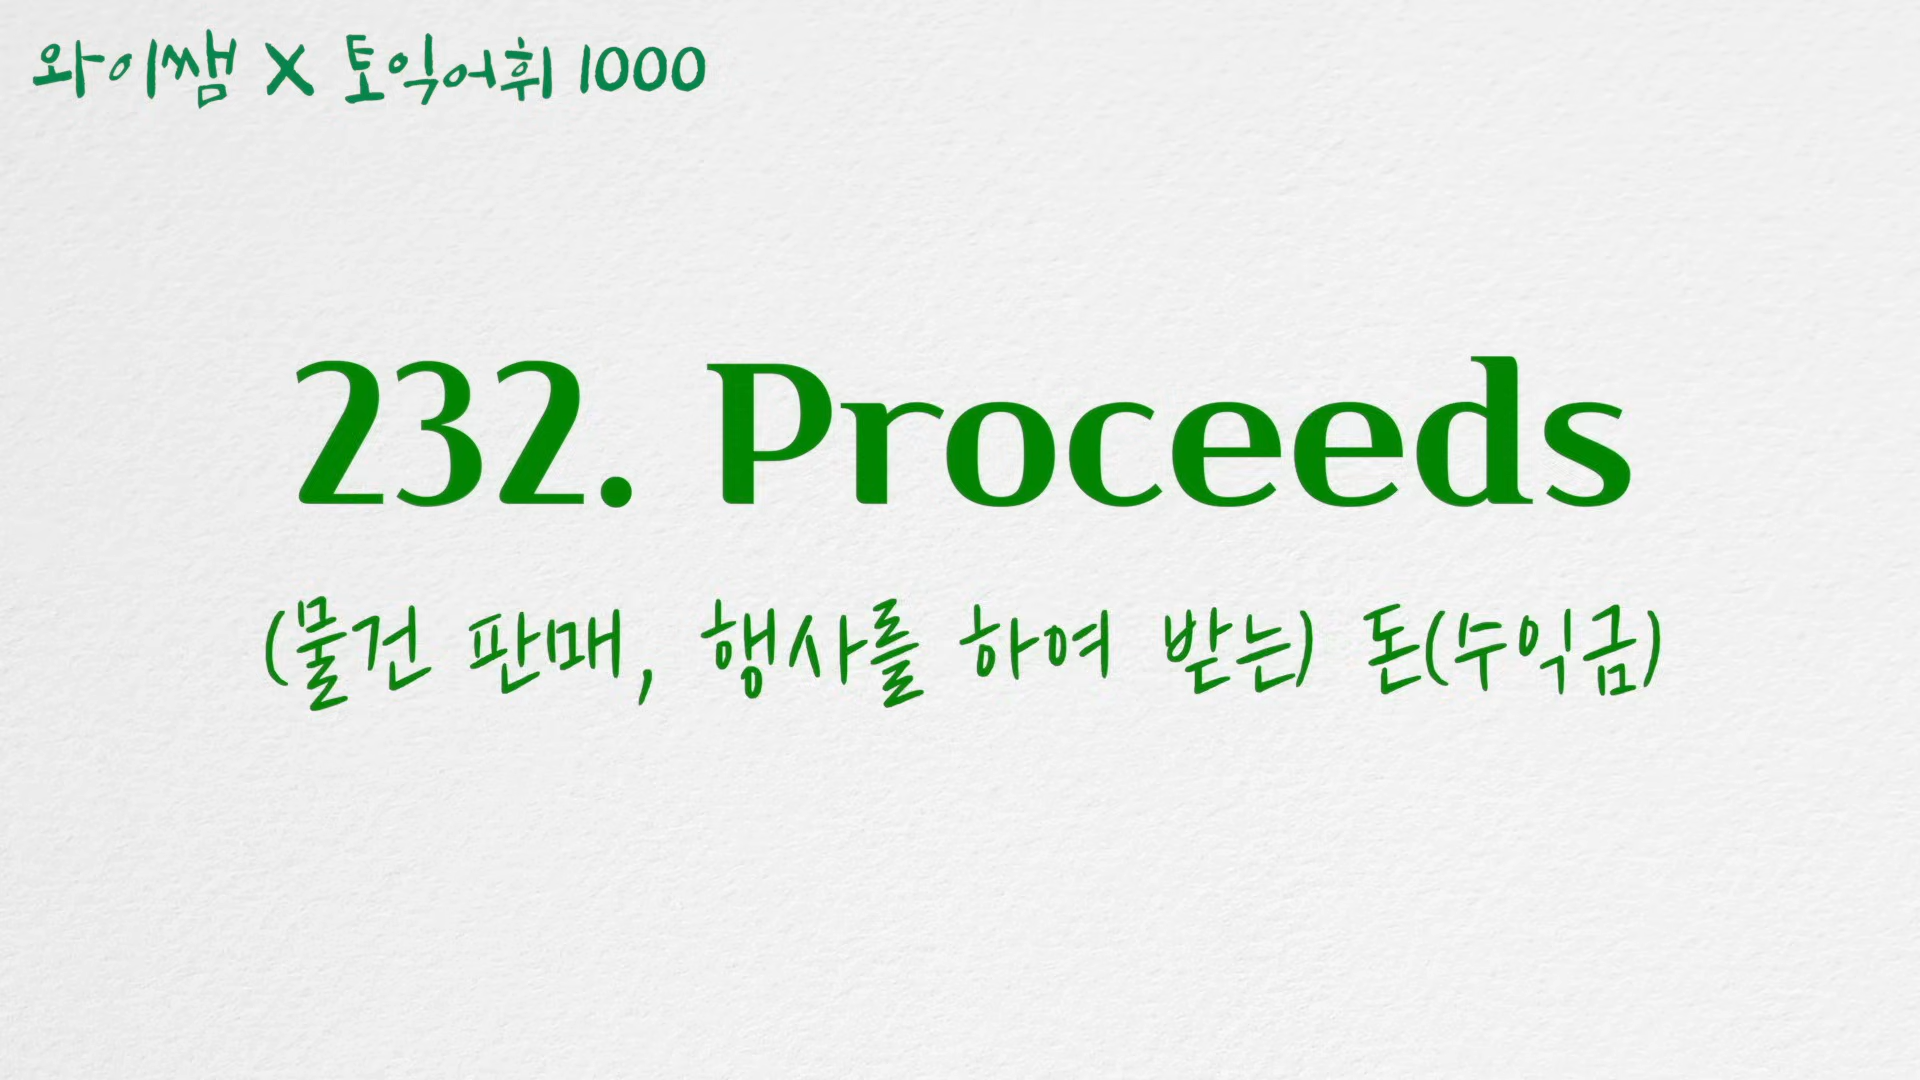 와이쌤 X 토익어휘 1000
232. Proceeds
(물건 판매, 행사를 하여 받는) 돈(수익금)